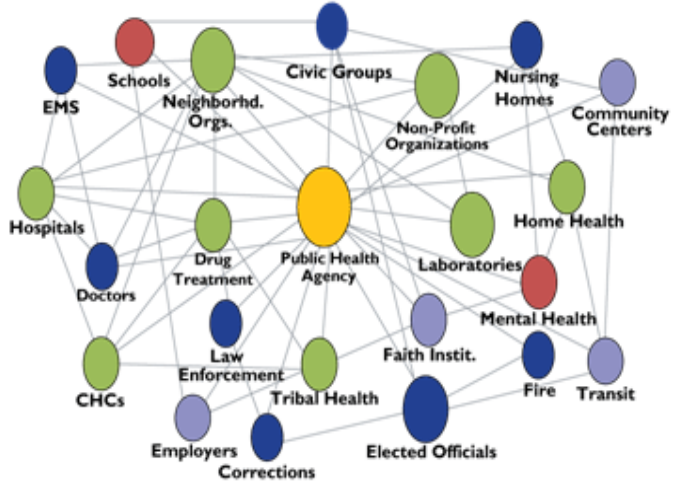 Schools
Civic Groups
Nursing
Homes
EMS
Neighborhd.
Orgs.
Non-Profit
Organizations
Community
Centers
Hospitals
Drug
Treatment
Public Health
Agency
Laboratories
Home Health
Doctors
Mental Health
Law
Enforcement
Faith Instit.
CHCs
Tribal Health
Fire
Transit
Employers
Corrections
Elected Officials